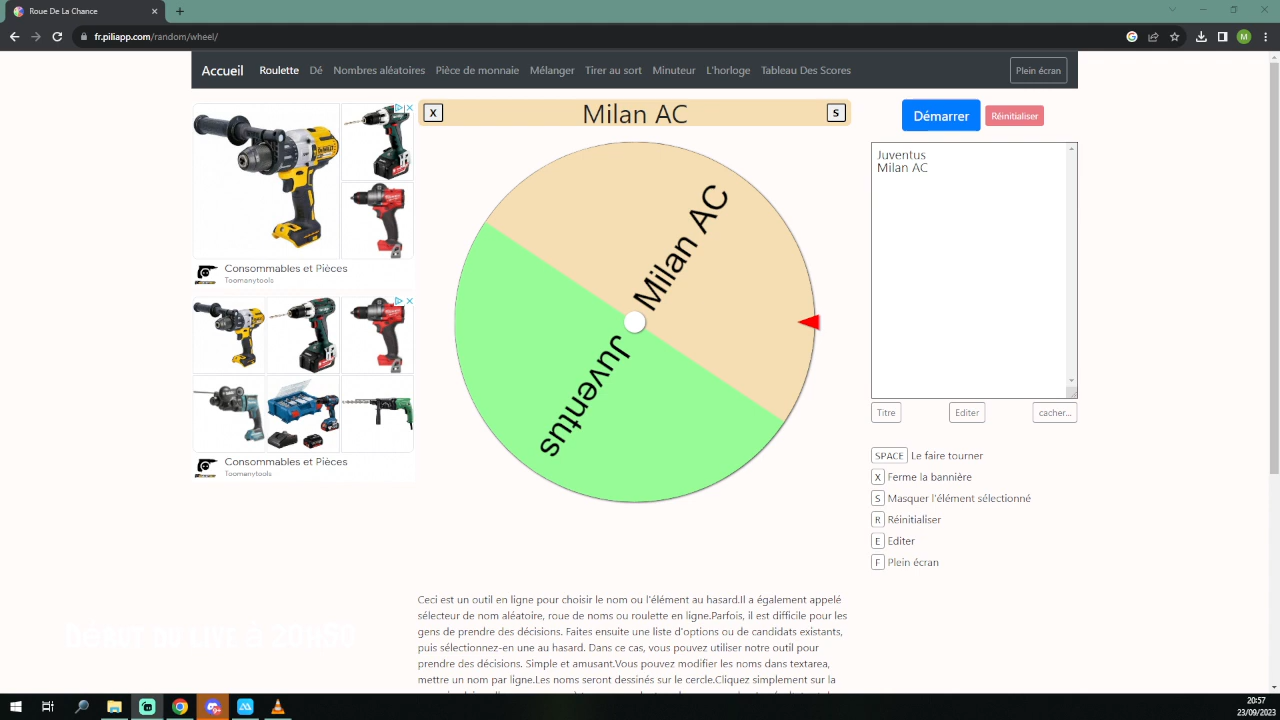 Roue De La Chance
fr.piliapp.com/random/wheel/
M
Accueil
Roulette
Dé
Nombres aléatoires
Pièce de monnaie
Mélanger
Tirer au sort
Minuteur
L'horloge
Tableau Des Scores
Plein écran
X
Milan AC
S
Démarrer
Réinitialiser
Juventus
Milan AC
Milan AC
Juventus
Consommables et Pièces
Toomanytools
Consommables et Pièces
Toomanytools
Titre
Editer
cacher...
SPACE Le faire tourner
X Ferme la bannière
S Masquer l'élément sélectionné
R Réinitialiser
E Editer
F Plein écran
Ceci est un outil en ligne pour choisir le nom ou l'élément au hasard.Il a également appelé
sélecteur de nom aléatoire, roue de noms ou roulette en ligne.Parfois, il est difficile pour les
gens de prendre des décisions. Faites ensuite une liste d'options ou de candidats existants,
puis sélectionnez-en une au hasard. Dans ce cas, vous pouvez utiliser notre outil pour
prendre des décisions. Simple et amusant.Vous pouvez modifier les noms dans textarea,
mettre un nom par ligne.Les noms seront dessinés sur le cercle.Cliquez simplement sur la
20:57
23/09/2023